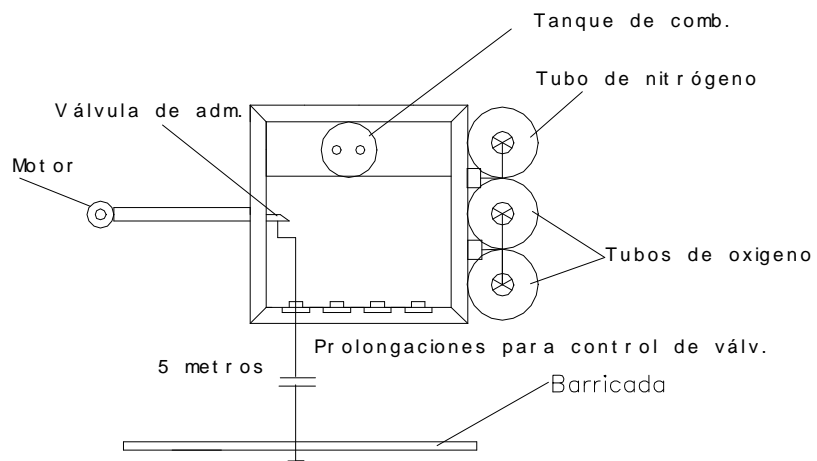 Tanque de comb.
Tubo de nitrógeno
Válvula de adm.
Motor
Tubos de oxigeno
Prolongaciones para control de válv.
5 metros
Barricada